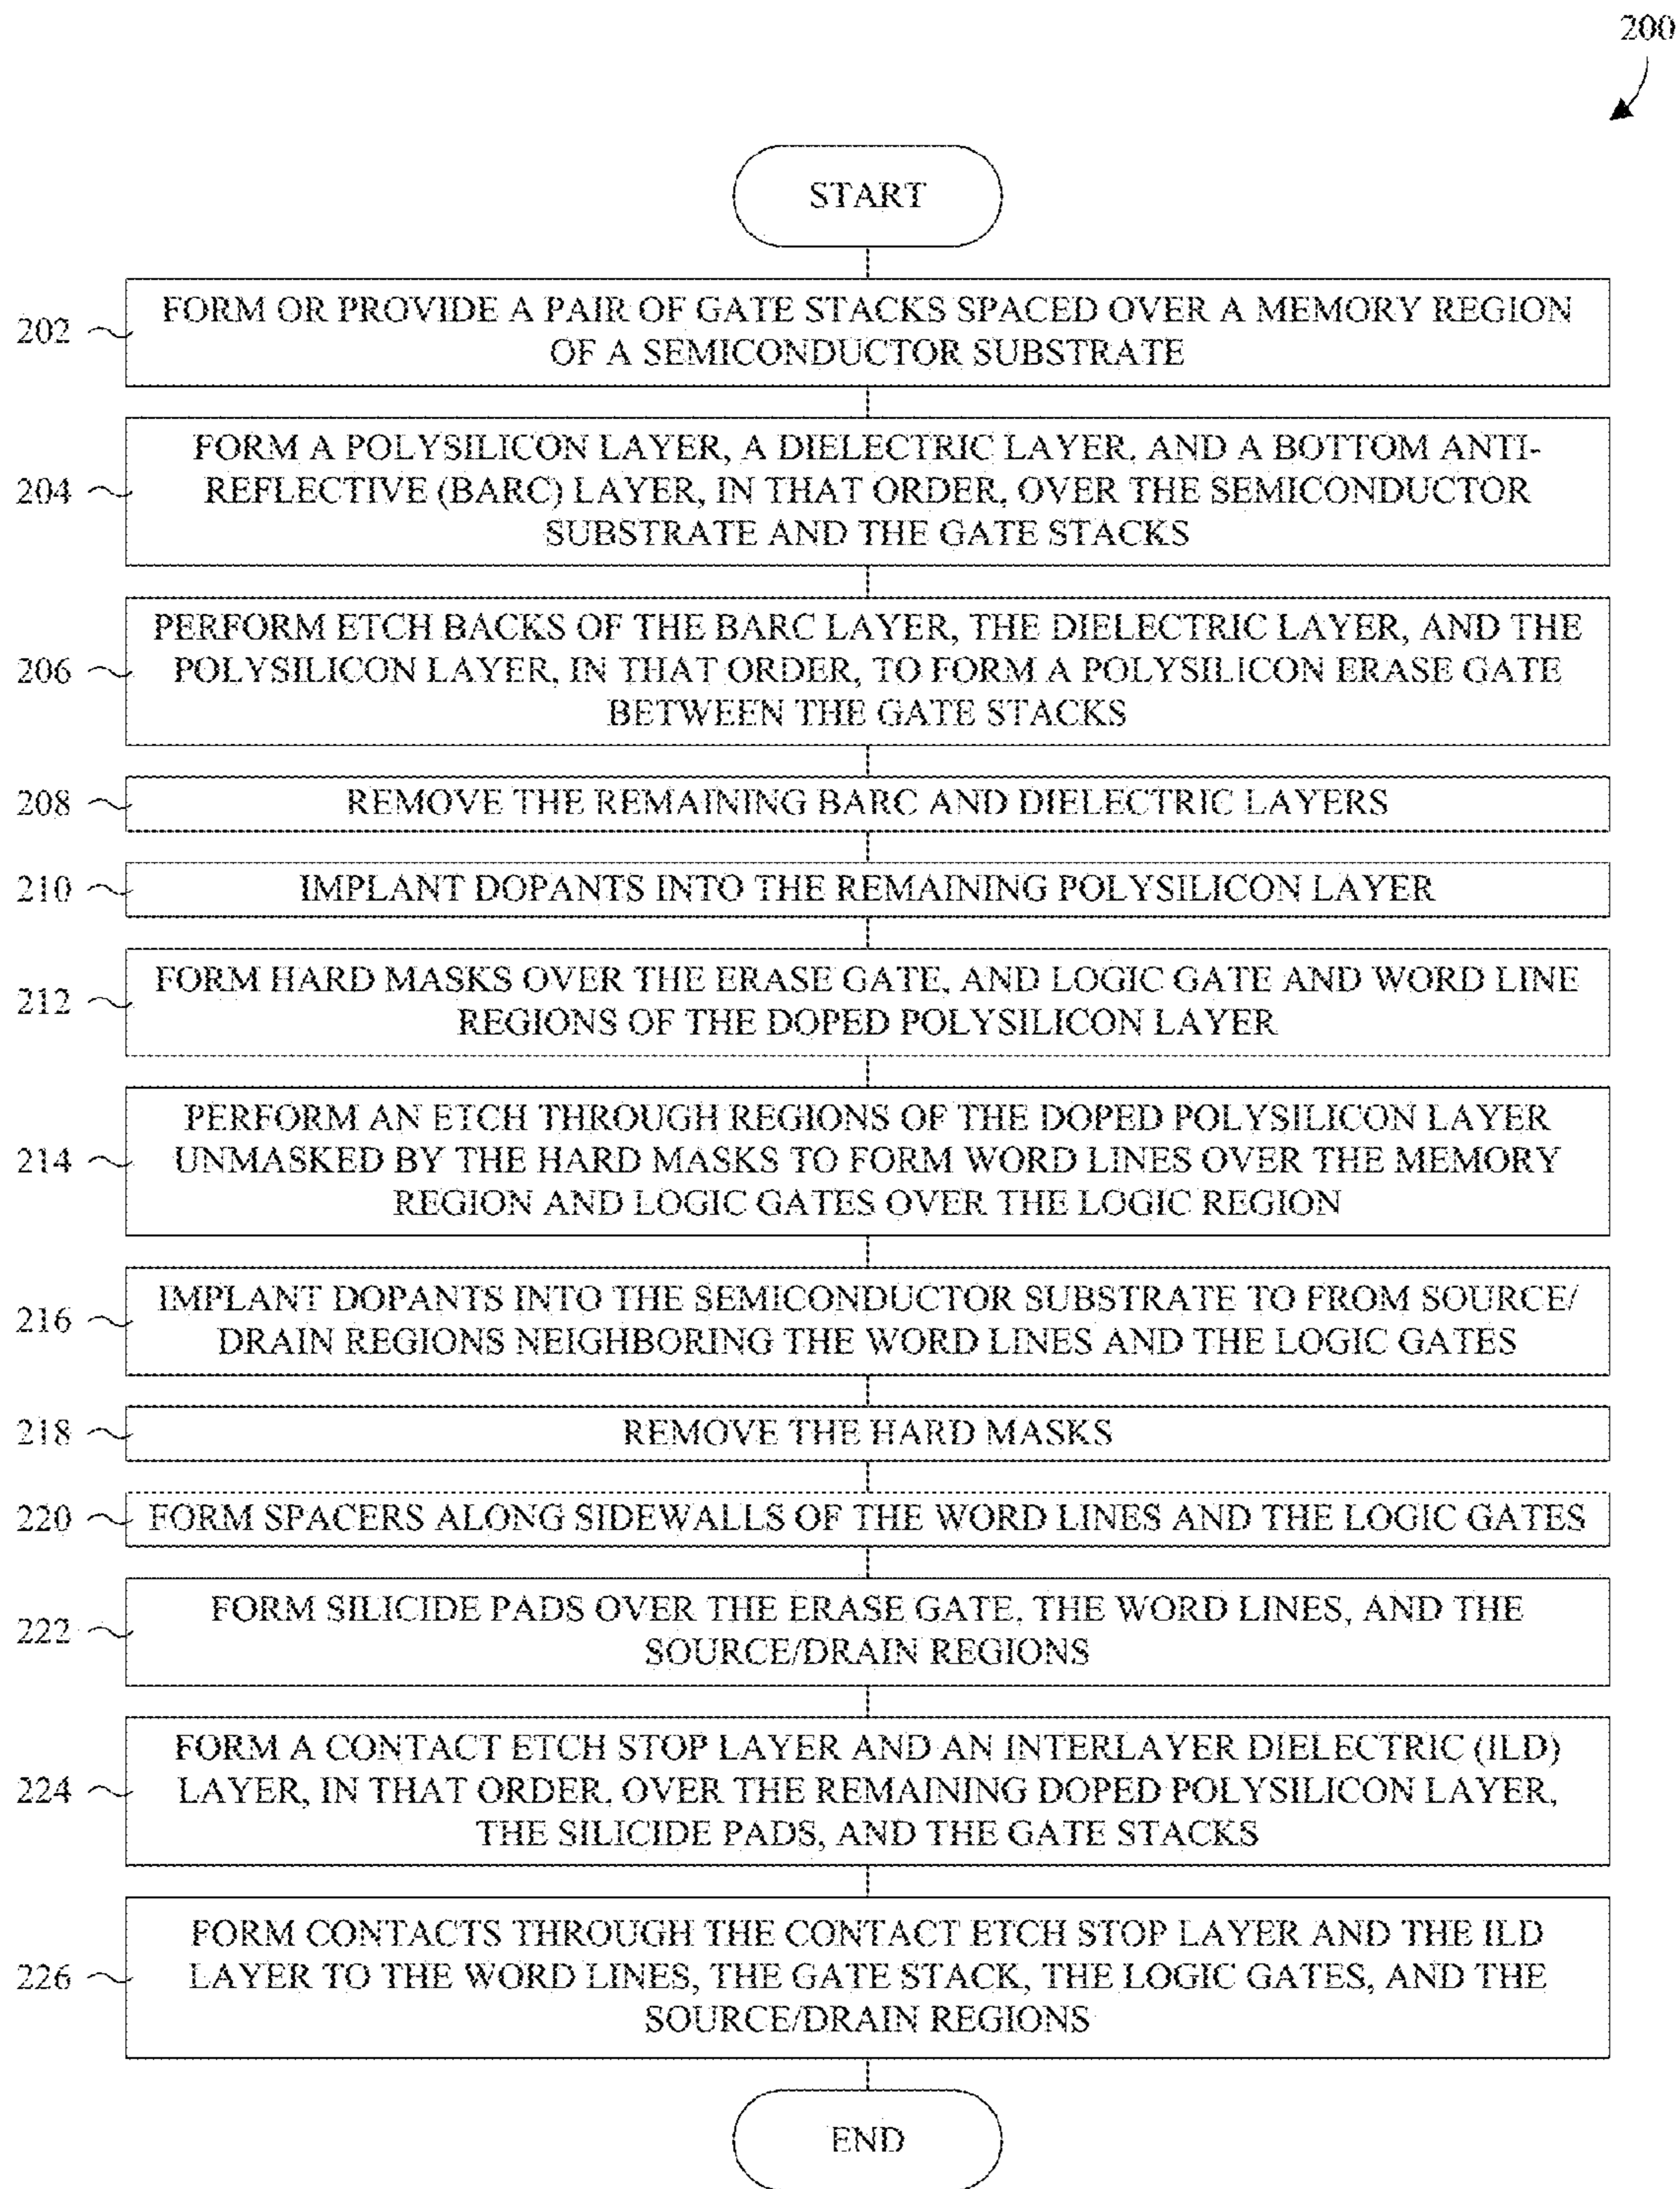 200
START
202
FORM OR PROVIDE A PAIR OF GATE STACKS SPACED OVER A MEMORY REGION
OF A SEMICONDUCTOR SUBSTRATE
204
FORM A POLYSILICON LAYER, A DIELECTRIC LAYER, AND A BOTTOM ANTI-
REFLECTIVE (BARC) LAYER, IN THAT ORDER, OVER THE SEMICONDUCTOR
SUBSTRATE AND THE GATE STACKS
206
PERFORM ETCH BACKS OF THE BARC LAYER, THE DIELECTRIC LAYER, AND THE
POLYSILICON LAYER, IN THAT ORDER, TO FORM A POLYSILICON ERASE GATE
BETWEEN THE GATE STACKS
208
REMOVE THE REMAINING BARC AND DIELECTRIC LAYERS
210
IMPLANT DOPANTS INTO THE REMAINING POLYSILICON LAYER
212
FORM HARD MASKS OVER THE ERASE GATE, AND LOGIC GATE AND WORD LINE
REGIONS OF THE DOPED POLYSILICON LAYER
214
PERFORM AN ETCH THROUGH REGIONS OF THE DOPED POLYSILICON LAYER
UNMASKED BY THE HARD MASKS TO FORM WORD LINES OVER THE MEMORY
REGION AND LOGIC GATES OVER THE LOGIC REGION
216
IMPLANT DOPANTS INTO THE SEMICONDUCTOR SUBSTRATE TO FROM SOURCE/
DRAIN REGIONS NEIGHBORING THE WORD LINES AND THE LOGIC GATES
218
REMOVE THE HARD MASKS
220
FORM SPACERS ALONG SIDEWALLS OF THE WORD LINES AND THE LOGIC GATES
222
FORM SILICIDE PADS OVER THE ERASE GATE, THE WORD LINES, AND THE
SOURCE/DRAIN REGIONS
224
FORM A CONTACT ETCH STOP LAYER AND AN INTERLAYER DIELECTRIC (ILD)
LAYER, IN THAT ORDER, OVER THE REMAINING DOPED POLYSILICON LAYER,
THE SILICIDE PADS, AND THE GATE STACKS
226
FORM CONTACTS THROUGH THE CONTACT ETCH STOP LAYER AND THE ILD
LAYER TO THE WORD LINES, THE GATE STACK, THE LOGIC GATES, AND THE
SOURCE/DRAIN REGIONS
END